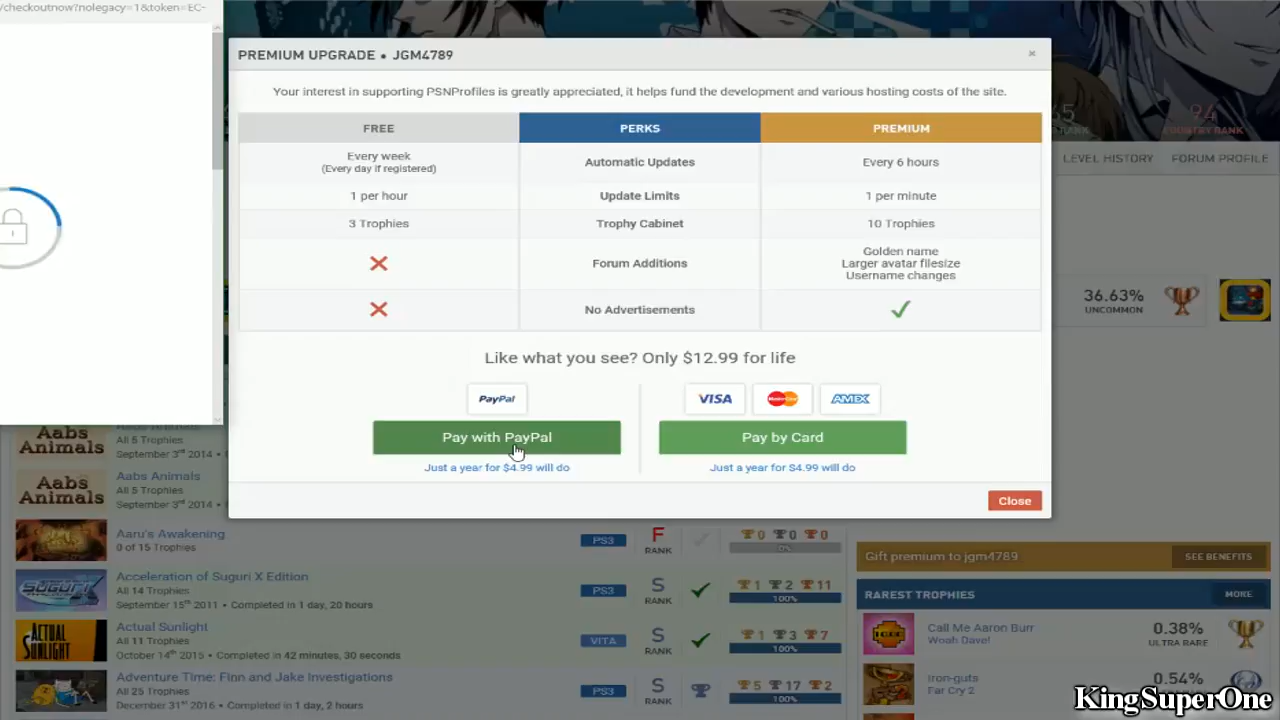 /checkoutnow?nolegacy=1&token=EC-
PREMIUM UPGRADE • JGM4789
×
Your interest in supporting PSNProfiles is greatly appreciated, it helps fund the development and various hosting costs of the site.
FREE PERKS PREMIUM
Every week
(Every day if registered)
Automatic Updates
Every 6 hours
1 per hour Update Limits 1 per minute
3 Trophies Trophy Cabinet 10 Trophies
Forum Additions
Golden name
Larger avatar filesize
Username changes
No Advertisements
Like what you see? Only $12.99 for life
PayPal
VISA
MasterCard
AMEX
Pay with PayPal
Pay by Card
Just a year for $4.99 will do
Just a year for $4.99 will do
Close
94
COUNTRY RANK
LEVEL HISTORY FORUM PROFILE
36.63%
UNCOMMON
Aabs Animals
All 5 Trophies
September 3rd 2014 •
Aabs Animals
Aabs Animals
All 5 Trophies
September 3rd 2014 •
Aabs Animals
Aaru's Awakening
0 of 15 Trophies
PS3
F
RANK
0 0 0
0%
SUGURI
Acceleration of Suguri X Edition
All 14 Trophies
September 15th 2011 • Completed in 1 day, 20 hours
PS3
S
RANK
1 2 11
100%
ACTUAL SUNLIGHT
Actual Sunlight
All 11 Trophies
October 14th 2015 • Completed in 42 minutes, 30 seconds
VITA
S
RANK
1 3 7
100%
Adventure Time: Finn and Jake Investigations
All 25 Trophies
December 31st 2016 • Completed in 1 day, 2 hours
PS3
S
RANK
5 17 2
100%
Gift premium to jgm4789
SEE BENEFITS
RAREST TROPHIES
MORE
Call Me Aaron Burr
Woah Dave!
0.38%
ULTRA RARE
Iron-guts
Far Cry 2
0.54%
KingSuperOne